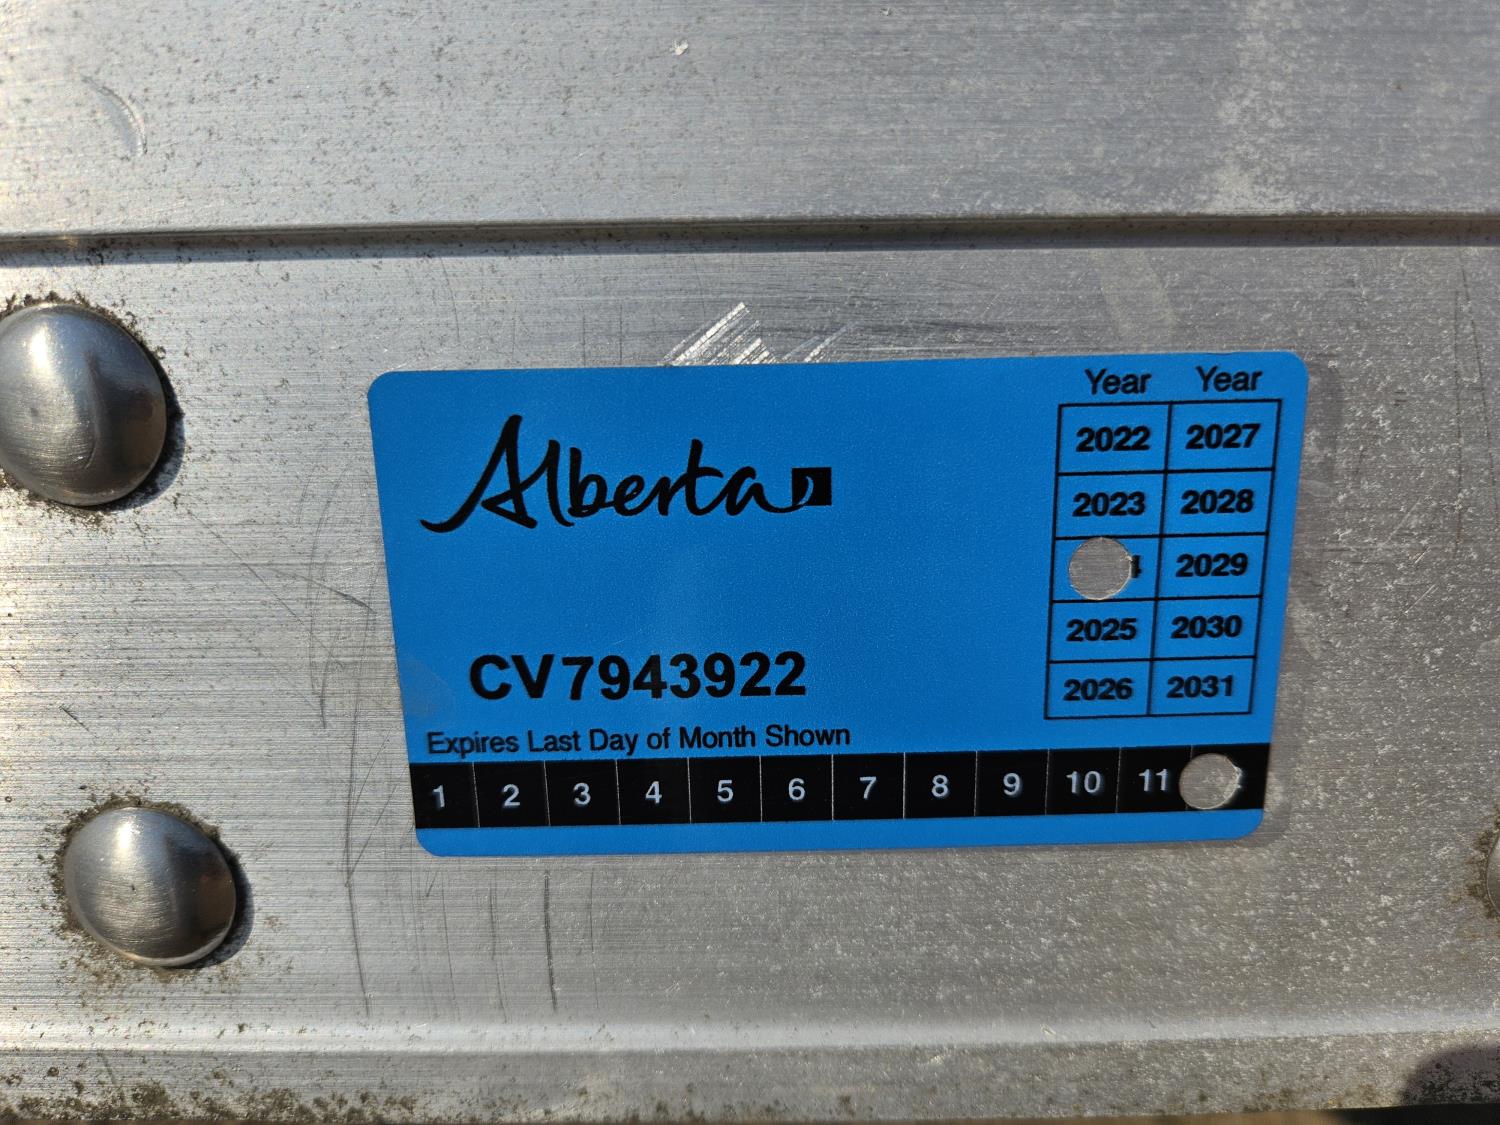 Alberta
Year Year
2022 2027
2023 2028
2029
2025 2030
2026 2031
CV7943922
Expires Last Day of Month Shown
1 2 3 4 5 6 7 8 9 10 11